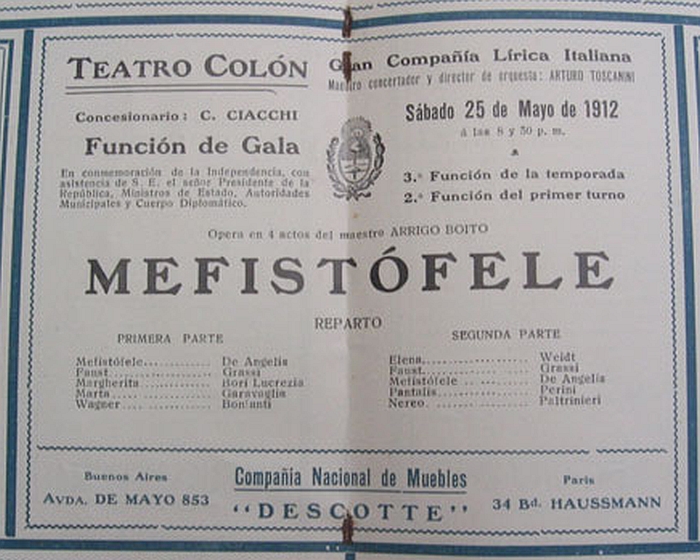 TEATRO COLÓN
Concesionario: C. CIACCHI
Función de Gala
En conmemoración de la Independencia, con
asistencia de S. E. el señor Presidente de la
República, Ministros de Estado, Autoridades
Municipales y Cuerpo Diplomático.
Gran Compañía Lírica Italiana
Maestro concertador y director de orquesta: ARTURO TOSCANINI
Sábado 25 de Mayo de 1912
á las 8 y 30 p. m.
3.ª Función de la temporada
2.ª Función del primer turno
Opera en 4 actos del maestro ARRIGO BOITO
MEFISTÓFELE
REPARTO
PRIMERA PARTE
Mefistófele........... De Angelis
Faust................. Grassi
Margherita............ Bori Lucrezia
Marta................. Garavaglia
Wagner................ Bonfanti
SEGUNDA PARTE
Elena................. Weidt
Faust................. Grassi
Mefistófele........... De Angelis
Pantalis.............. Perini
Nereo................. Paltrinieri
Buenos Aires
AVDA. DE MAYO 853
Compañia Nacional de Muebles
"DESCOTTE"
Paris
34 Bd. HAUSSMANN